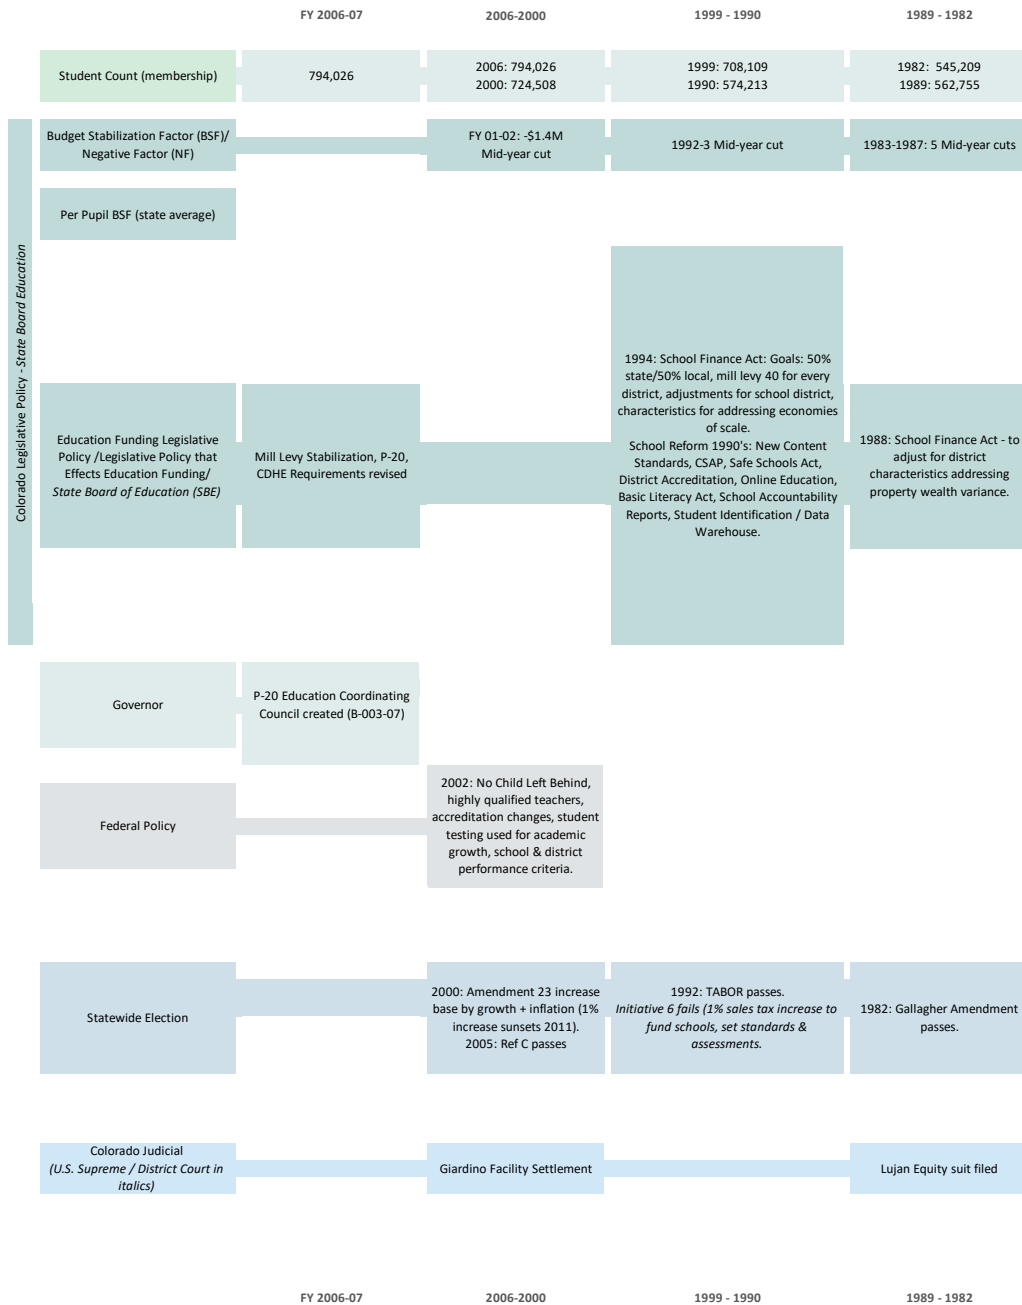 FY 2006-07
2006-2000
1999 - 1990
1989 - 1982
Student Count (membership)
794,026
2006: 794,026
2000: 724,508
1999: 708,109
1990: 574,213
1982:  545,209
1989: 562,755
Colorado Legislative Policy - State Board Education
Budget Stabilization Factor (BSF)/
Negative Factor (NF)
FY 01-02: -$1.4M
Mid-year cut
1992-3 Mid-year cut
1983-1987: 5 Mid-year cuts
Per Pupil BSF (state average)
Education Funding Legislative
Policy /Legislative Policy that
Effects Education Funding/
State Board of Education (SBE)
Mill Levy Stabilization, P-20,
CDHE Requirements revised
1994: School Finance Act: Goals: 50%
state/50% local, mill levy 40 for every
district, adjustments for school district,
characteristics for addressing economies
of scale.
School Reform 1990's: New Content
Standards, CSAP, Safe Schools Act,
District Accreditation, Online Education,
Basic Literacy Act, School Accountability
Reports, Student Identification / Data
Warehouse.
1988: School Finance Act - to
adjust for district
characteristics addressing
property wealth variance.
Governor
P-20 Education Coordinating
Council created (B-003-07)
Federal Policy
2002: No Child Left Behind,
highly qualified teachers,
accreditation changes, student
testing used for academic
growth, school & district
performance criteria.
Statewide Election
2000: Amendment 23 increase
base by growth + inflation (1%
increase sunsets 2011).
2005: Ref C passes
1992: TABOR passes.
Initiative 6 fails (1% sales tax increase to
fund schools, set standards &
assessments.
1982: Gallagher Amendment
passes.
Colorado Judicial
(U.S. Supreme / District Court in
italics)
Giardino Facility Settlement
Lujan Equity suit filed
FY 2006-07
2006-2000
1999 - 1990
1989 - 1982